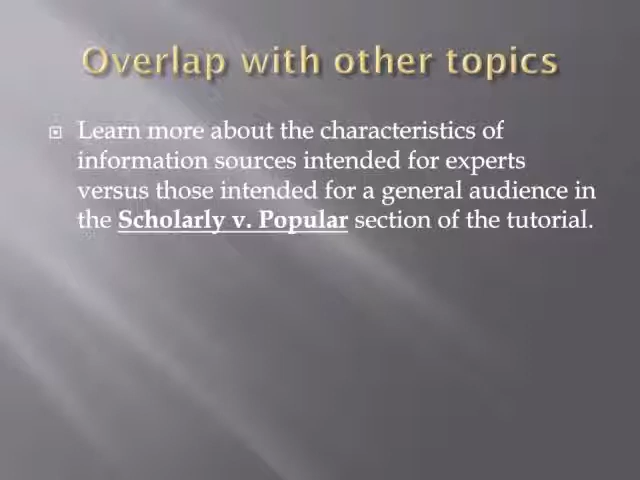 Overlap with other topics
Learn more about the characteristics of
information sources intended for experts
versus those intended for a general audience in
the Scholarly v. Popular section of the tutorial.